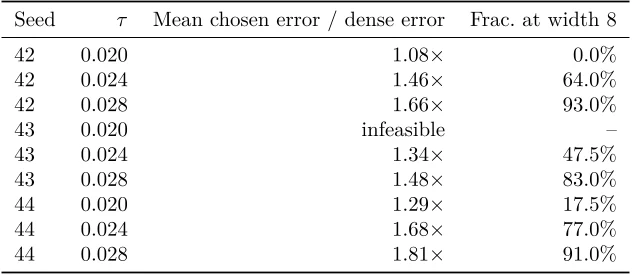 Seed τ Mean chosen error / dense error Frac. at width 8
42 0.020 1.08× 0.0%
42 0.024 1.46× 64.0%
42 0.028 1.66× 93.0%
43 0.020 infeasible –
43 0.024 1.34× 47.5%
43 0.028 1.48× 83.0%
44 0.020 1.29× 17.5%
44 0.024 1.68× 77.0%
44 0.028 1.81× 91.0%